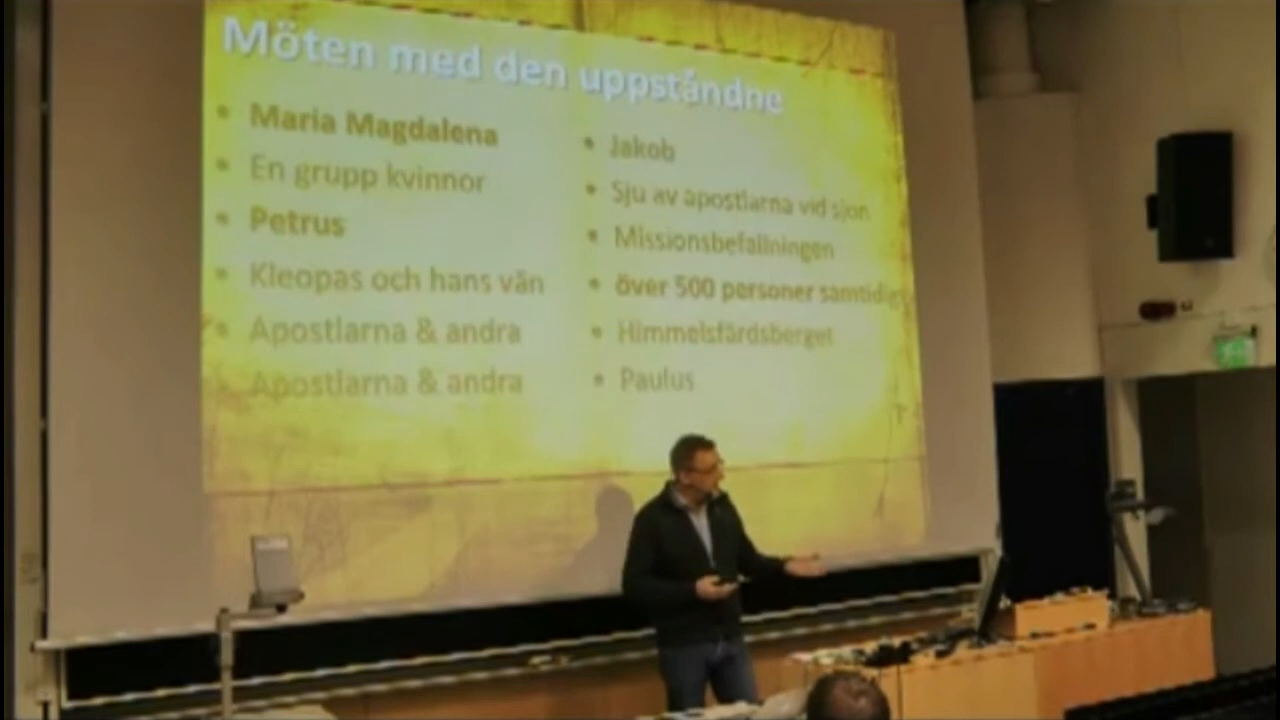 Möten med den uppståndne
• Maria Magdalena
• En grupp kvinnor
• Petrus
• Kleopas och hans vän
• Apostlarna & andra
• Apostlarna & andra
• Jakob
• Sju av apostlarna vid sjön
• Missionsbefallningen
• över 500 personer samtidigt
• Himmelsfärdsberget
• Paulus